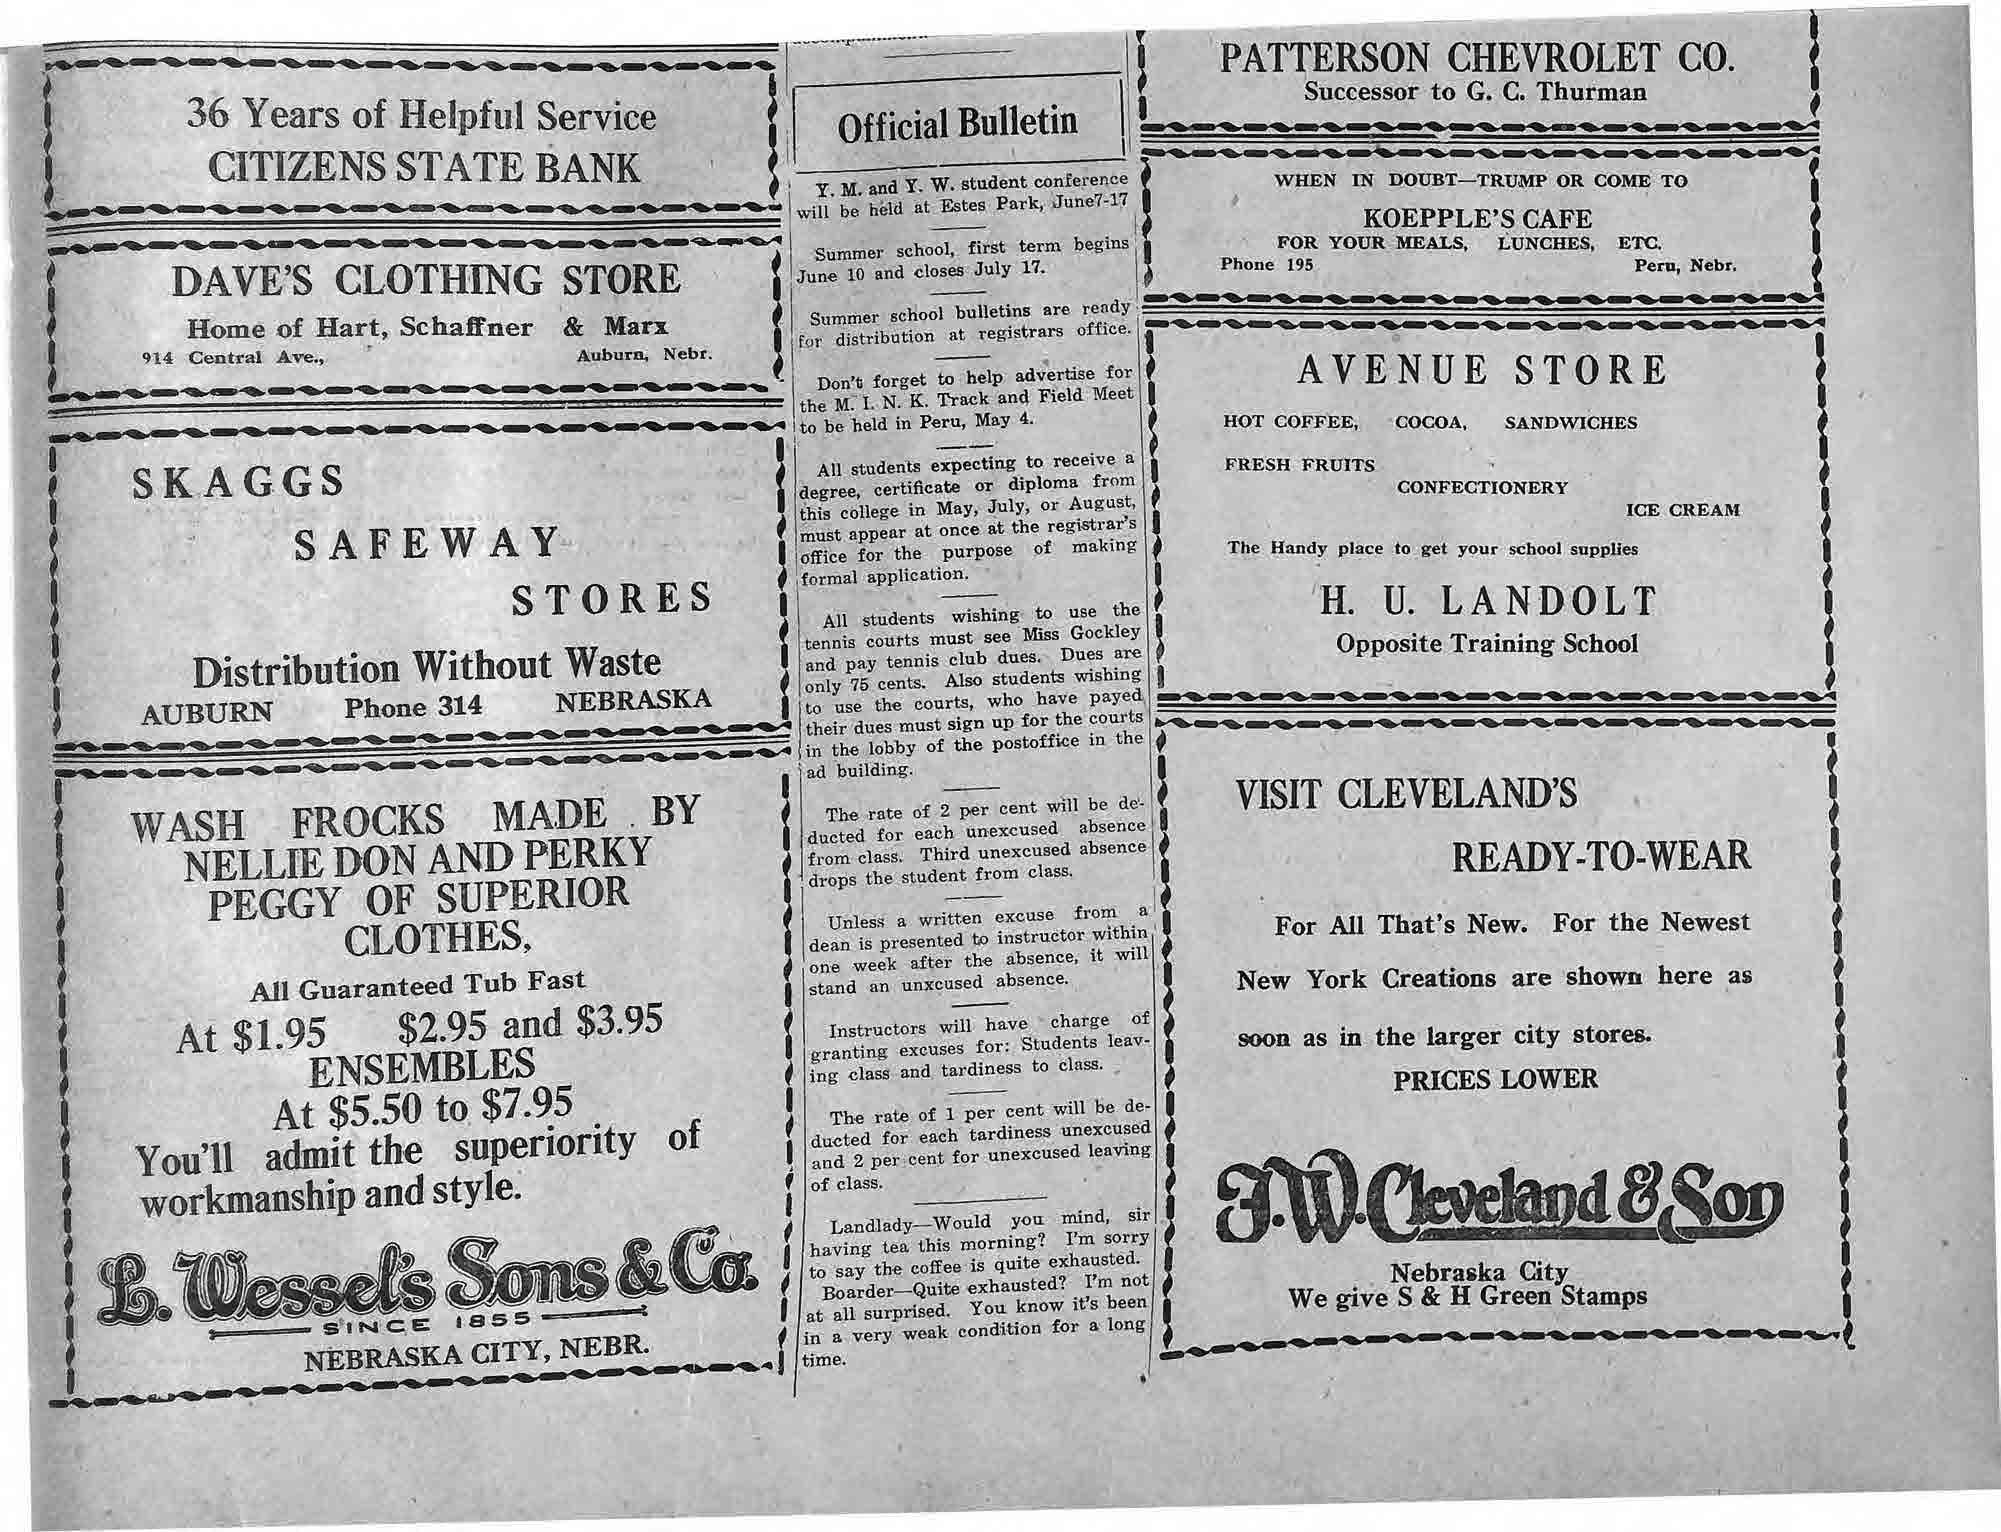 36 Years of Helpful Service
CITIZENS STATE BANK
DAVE'S CLOTHING STORE
Home of Hart, Schaffner & Marx
914 Central Ave., Auburn, Nebr.
SKAGGS
SAFEWAY
STORES
Distribution Without Waste
AUBURN Phone 314 NEBRASKA
WASH FROCKS MADE BY
NELLIE DON AND PERKY
PEGGY OF SUPERIOR
CLOTHES,
All Guaranteed Tub Fast
At $1.95 $2.95 and $3.95
ENSEMBLES
At $5.50 to $7.95
You'll admit the superiority of
workmanship and style.
L. Wessel's Sons & Co.
SINCE 1855
NEBRASKA CITY, NEBR.
Official Bulletin
Y. M. and Y. W. student conference
will be held at Estes Park, June7-17
Summer school, first term begins
June 10 and closes July 17.
Summer school bulletins are ready
for distribution at registrars office.
Don't forget to help advertise for
the M. I. N. K. Track and Field Meet
to be held in Peru, May 4.
All students expecting to receive a
degree, certificate or diploma from
this college in May, July, or August,
must appear at once at the registrar's
office for the purpose of making
formal application.
All students wishing to use the
tennis courts must see Miss Gockley
and pay tennis club dues. Dues are
only 75 cents. Also students wishing
to use the courts, who have payed
their dues must sign up for the courts
in the lobby of the postoffice in the
ad building.
The rate of 2 per cent will be de-
ducted for each unexcused absence
from class. Third unexcused absence
drops the student from class.
Unless a written excuse from a
dean is presented to instructor within
one week after the absence, it will
stand an unxcused absence.
Instructors will have charge of
granting excuses for: Students leav-
ing class and tardiness to class.
The rate of 1 per cent will be de-
ducted for each tardiness unexcused
and 2 per cent for unexcused leaving
of class.
Landlady—Would you mind, sir
having tea this morning? I'm sorry
to say the coffee is quite exhausted.
Boarder—Quite exhausted? I'm not
at all surprised. You know it's been
in a very weak condition for a long
time.
PATTERSON CHEVROLET CO.
Successor to G. C. Thurman
WHEN IN DOUBT—TRUMP OR COME TO
KOEPPLE'S CAFE
FOR YOUR MEALS, LUNCHES, ETC.
Phone 195 Peru, Nebr.
AVENUE STORE
HOT COFFEE, COCOA, SANDWICHES
FRESH FRUITS
CONFECTIONERY
ICE CREAM
The Handy place to get your school supplies
H. U. LANDOLT
Opposite Training School
VISIT CLEVELAND'S
READY-TO-WEAR
For All That's New. For the Newest
New York Creations are shown here as
soon as in the larger city stores.
PRICES LOWER
F. W. Cleveland & Son
Nebraska City
We give S & H Green Stamps